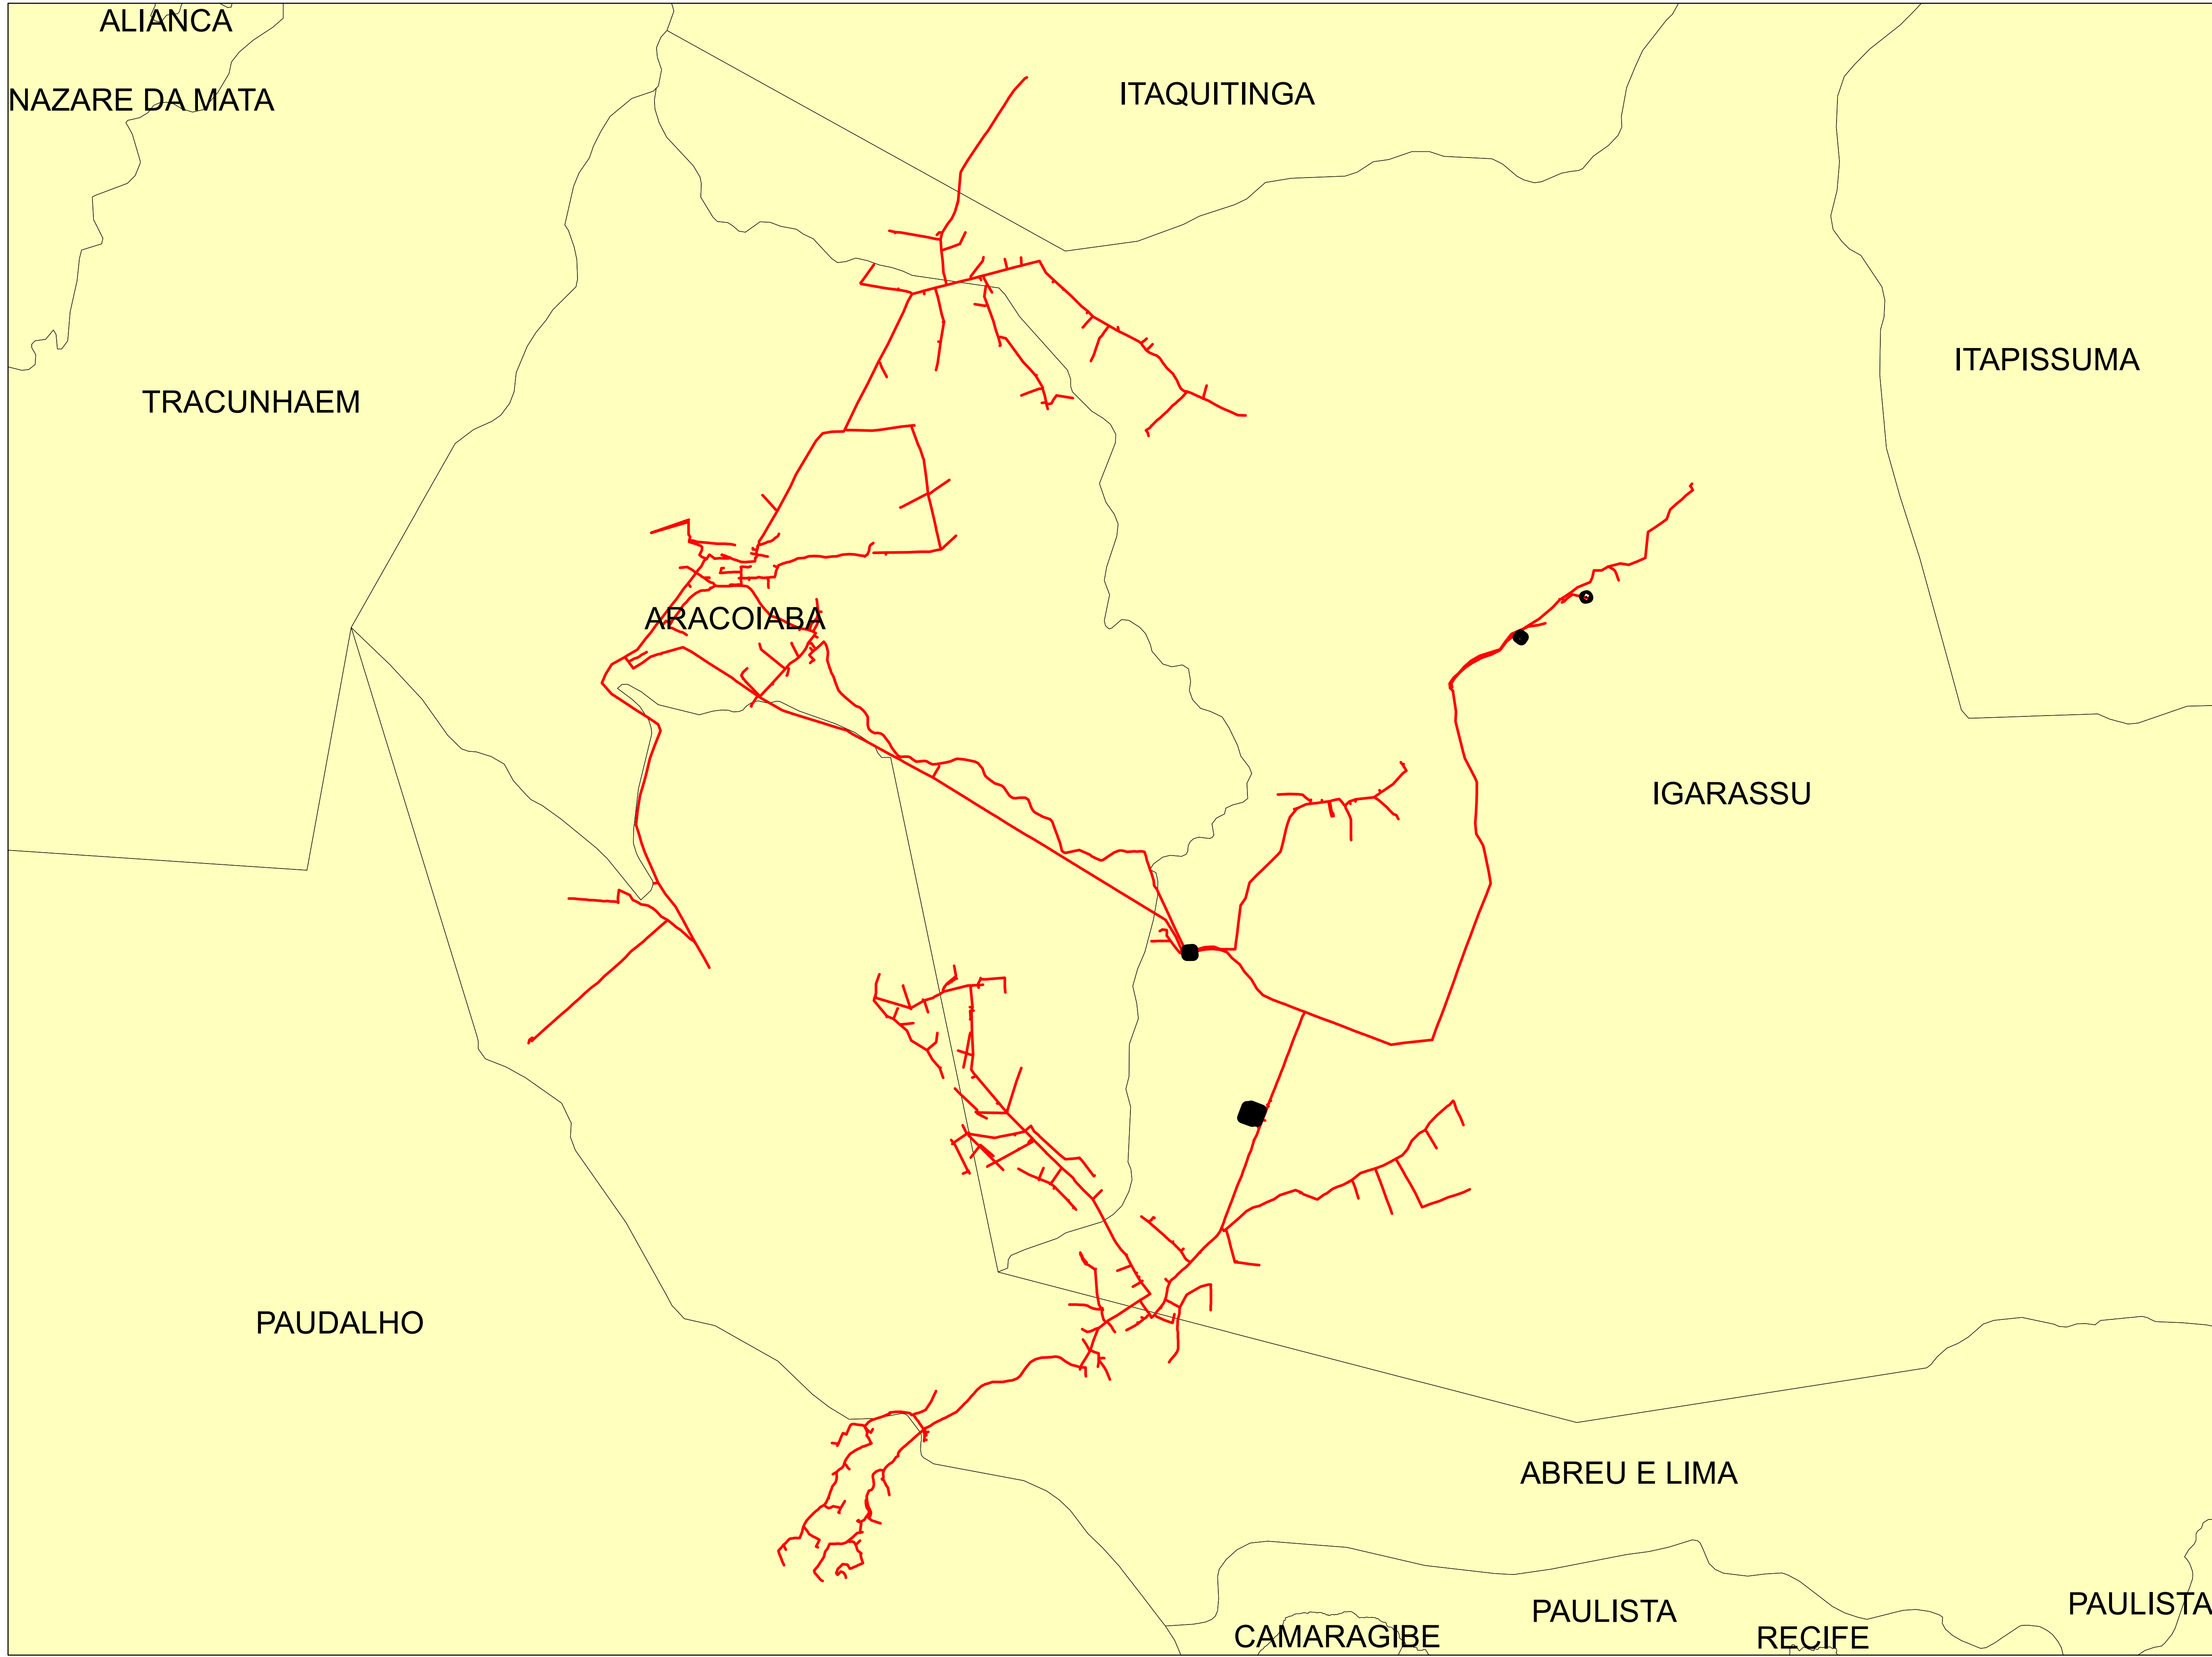 ALIANCA
NAZARE DA MATA
ITAQUITINGA
ITAPISSUMA
TRACUNHAEM
ARACOIABA
IGARASSU
PAUDALHO
ABREU E LIMA
PAULISTA
PAULISTA
CAMARAGIBE
RECIFE